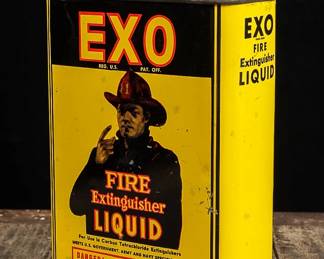 EXO
REG. U.S. PAT. OFF.
FIRE
Extinguisher
LIQUID
For Use in Carbon Tetrachloride Extinguishers
MEETS U.S. GOVERNMENT, ARMY AND NAVY
EXO
FIRE
Extinguisher
LIQUID